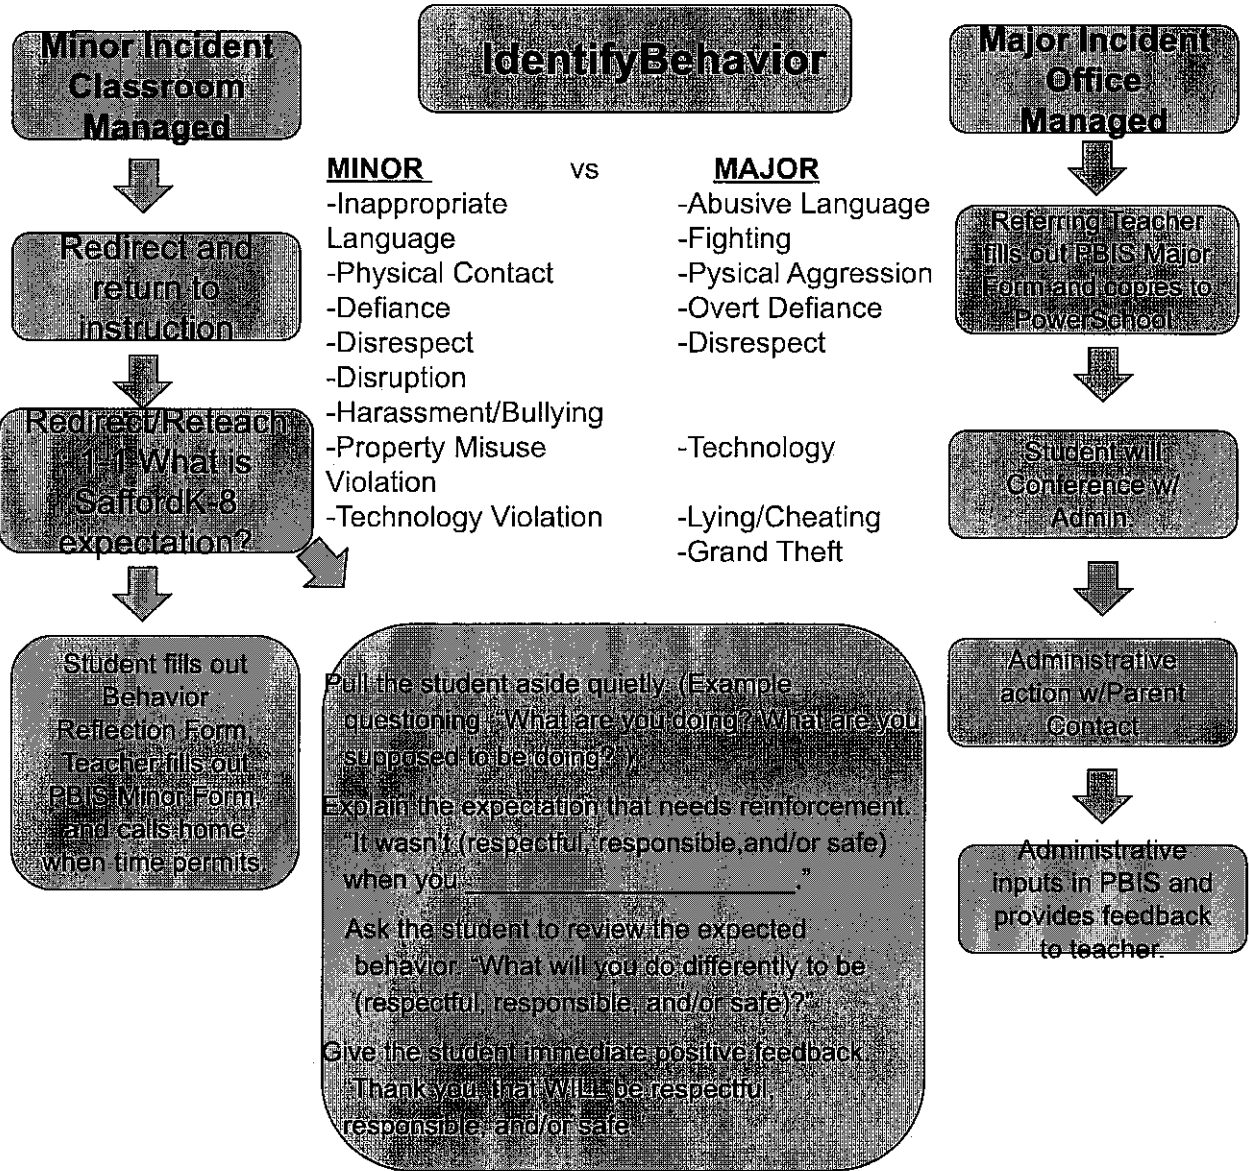 Minor Incident
Classroom
Managed
Redirect and
return to
instruction
Redirect/Reteach
1-1 What is
SaffordK-8
expectation?
Student fills out
Behavior
Reflection Form,
Teacher fills out
PBIS Minor Form
and calls home
when time permits.
IdentifyBehavior
MINOR vs MAJOR
-Inappropriate
Language
-Physical Contact
-Defiance
-Disrespect
-Disruption
-Harassment/Bullying
-Property Misuse
Violation
-Technology Violation
-Abusive Language
-Fighting
-Pysical Aggression
-Overt Defiance
-Disrespect
-Technology
-Lying/Cheating
-Grand Theft
Pull the student aside quietly. (Example
questioning "What are you doing? What are you
supposed to be doing?")
Explain the expectation that needs reinforcement.
"It wasn't (respectful, responsible,and/or safe)
when you ______________________."
Ask the student to review the expected
behavior. "What will you do differently to be
(respectful, responsible, and/or safe)?"
Give the student immediate positive feedback.
"Thank you, that WILL be respectful,
responsible, and/or safe
Major Incident
Office
Managed
Referring Teacher
fills out PBIS Major
Form and copies to
PowerSchool
Student will
Conference w/
Admin.
Administrative
action w/Parent
Contact
Administrative
inputs in PBIS and
provides feedback
to teacher.